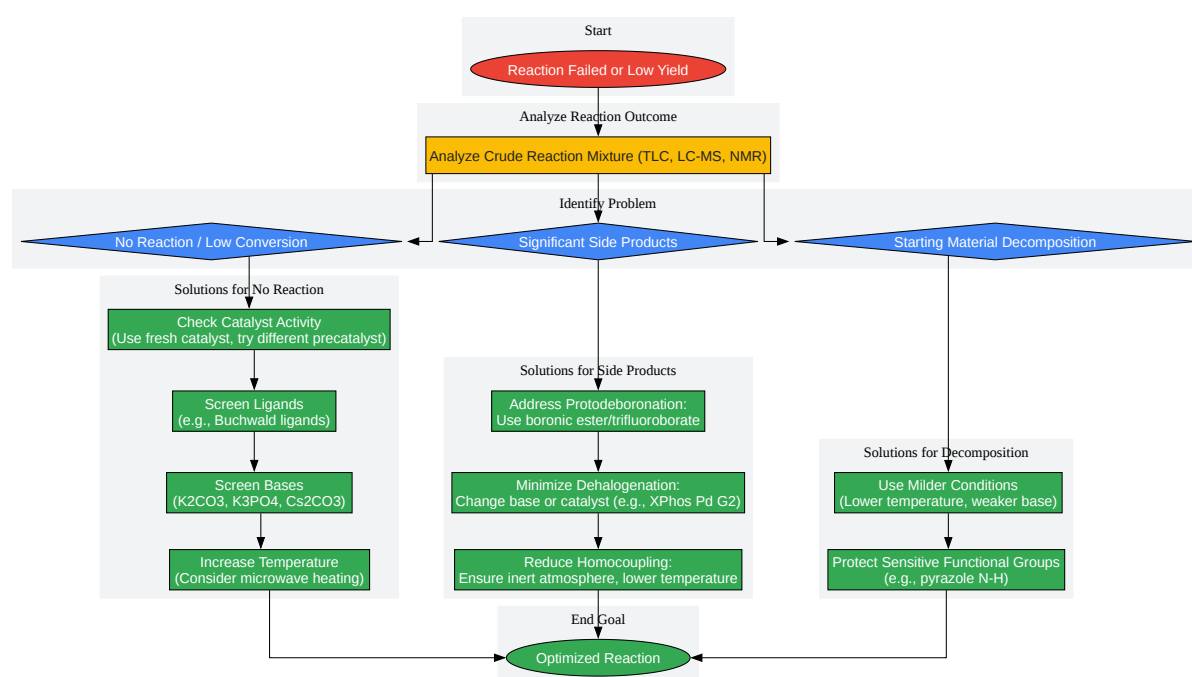 Start
Reaction Failed or Low Yield
Analyze Reaction Outcome
Analyze Crude Reaction Mixture (TLC, LC-MS, NMR)
Identify Problem
No Reaction / Low Conversion
Significant Side Products
Starting Material Decomposition
Solutions for No Reaction
Check Catalyst Activity
(Use fresh catalyst, try different precatalyst)
Screen Ligands
(e.g., Buchwald ligands)
Screen Bases
(K2CO3, K3PO4, Cs2CO3)
Increase Temperature
(Consider microwave heating)
Solutions for Side Products
Address Protodeboronation:
Use boronic ester/trifluoroborate
Minimize Dehalogenation:
Change base or catalyst (e.g., XPhos Pd G2)
Reduce Homocoupling:
Ensure inert atmosphere, lower temperature
Solutions for Decomposition
Use Milder Conditions
(Lower temperature, weaker base)
Protect Sensitive Functional Groups
(e.g., pyrazole N-H)
End Goal
Optimized Reaction